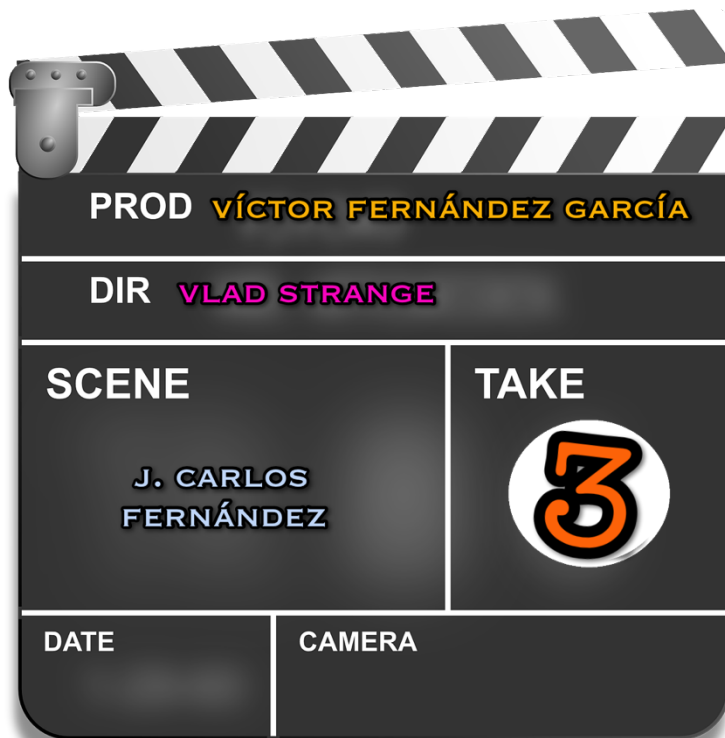 PROD VÍCTOR FERNÁNDEZ GARCÍA
DIR VLAD STRANGE
SCENE
J. CARLOS
FERNÁNDEZ
TAKE
3
DATE
CAMERA